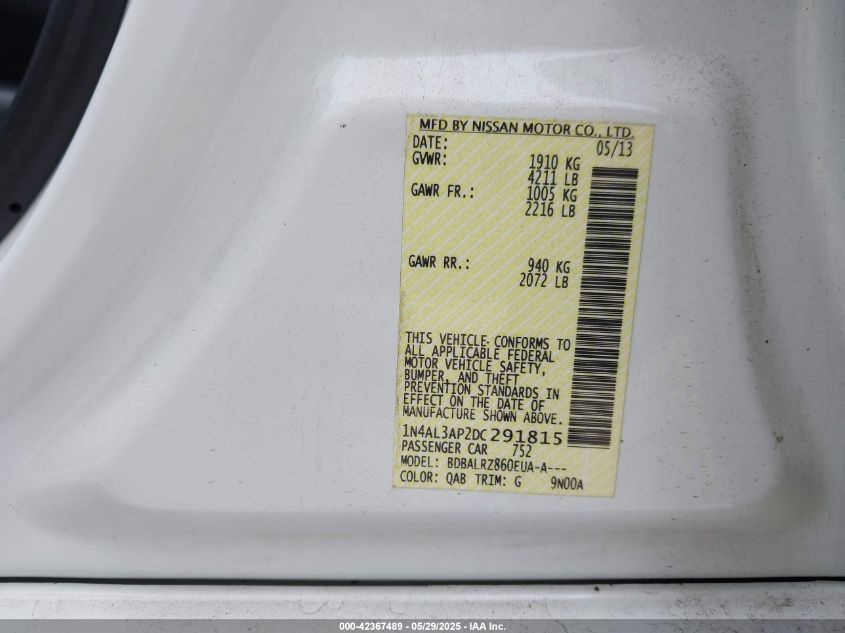 MFD BY NISSAN MOTOR CO., LTD.
DATE: 05/13
GVWR: 1910 KG
4211 LB
GAWR FR.: 1005 KG
2216 LB
GAWR RR.: 940 KG
2072 LB
THIS VEHICLE CONFORMS TO
ALL APPLICABLE FEDERAL
MOTOR VEHICLE SAFETY,
BUMPER, AND THEFT
PREVENTION STANDARDS IN
EFFECT ON THE DATE OF
MANUFACTURE SHOWN ABOVE.
1N4AL3AP2DC291815
PASSENGER CAR 752
MODEL: BDBALRZ860EUA-A---
COLOR: QAB TRIM: G 9N00A
000-42367489 - 05/29/2025 - IAA Inc.